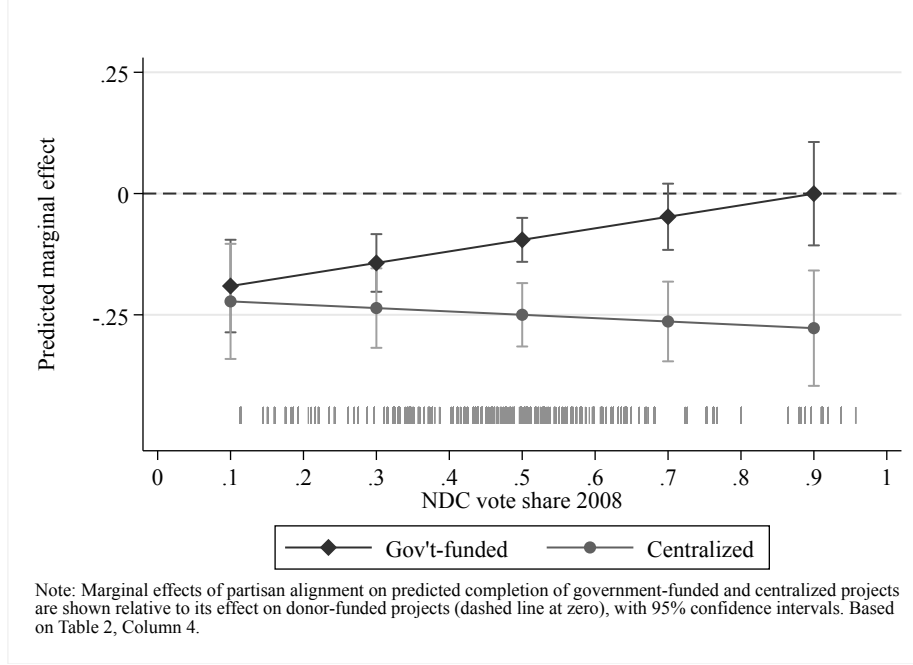 .25
0
-.25
Predicted marginal effect
0 .1 .2 .3 .4 .5 .6 .7 .8 .9 1
NDC vote share 2008
Gov't-funded Centralized
Note: Marginal effects of partisan alignment on predicted completion of government-funded and centralized projects
are shown relative to its effect on donor-funded projects (dashed line at zero), with 95% confidence intervals. Based
on Table 2, Column 4.